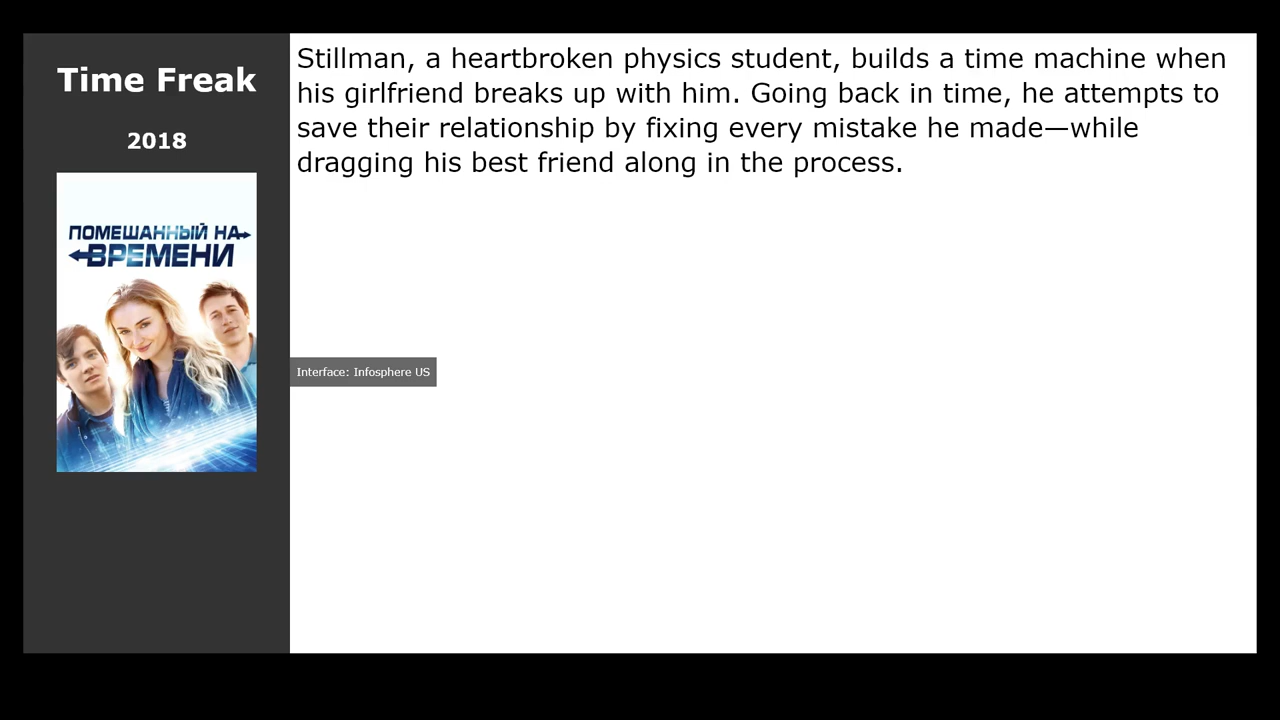 Time Freak
2018
ПОМЕШАННЫЙ НА
ВРЕМЕНИ
Stillman, a heartbroken physics student, builds a time machine when
his girlfriend breaks up with him. Going back in time, he attempts to
save their relationship by fixing every mistake he made—while
dragging his best friend along in the process.
Interface: Infosphere US